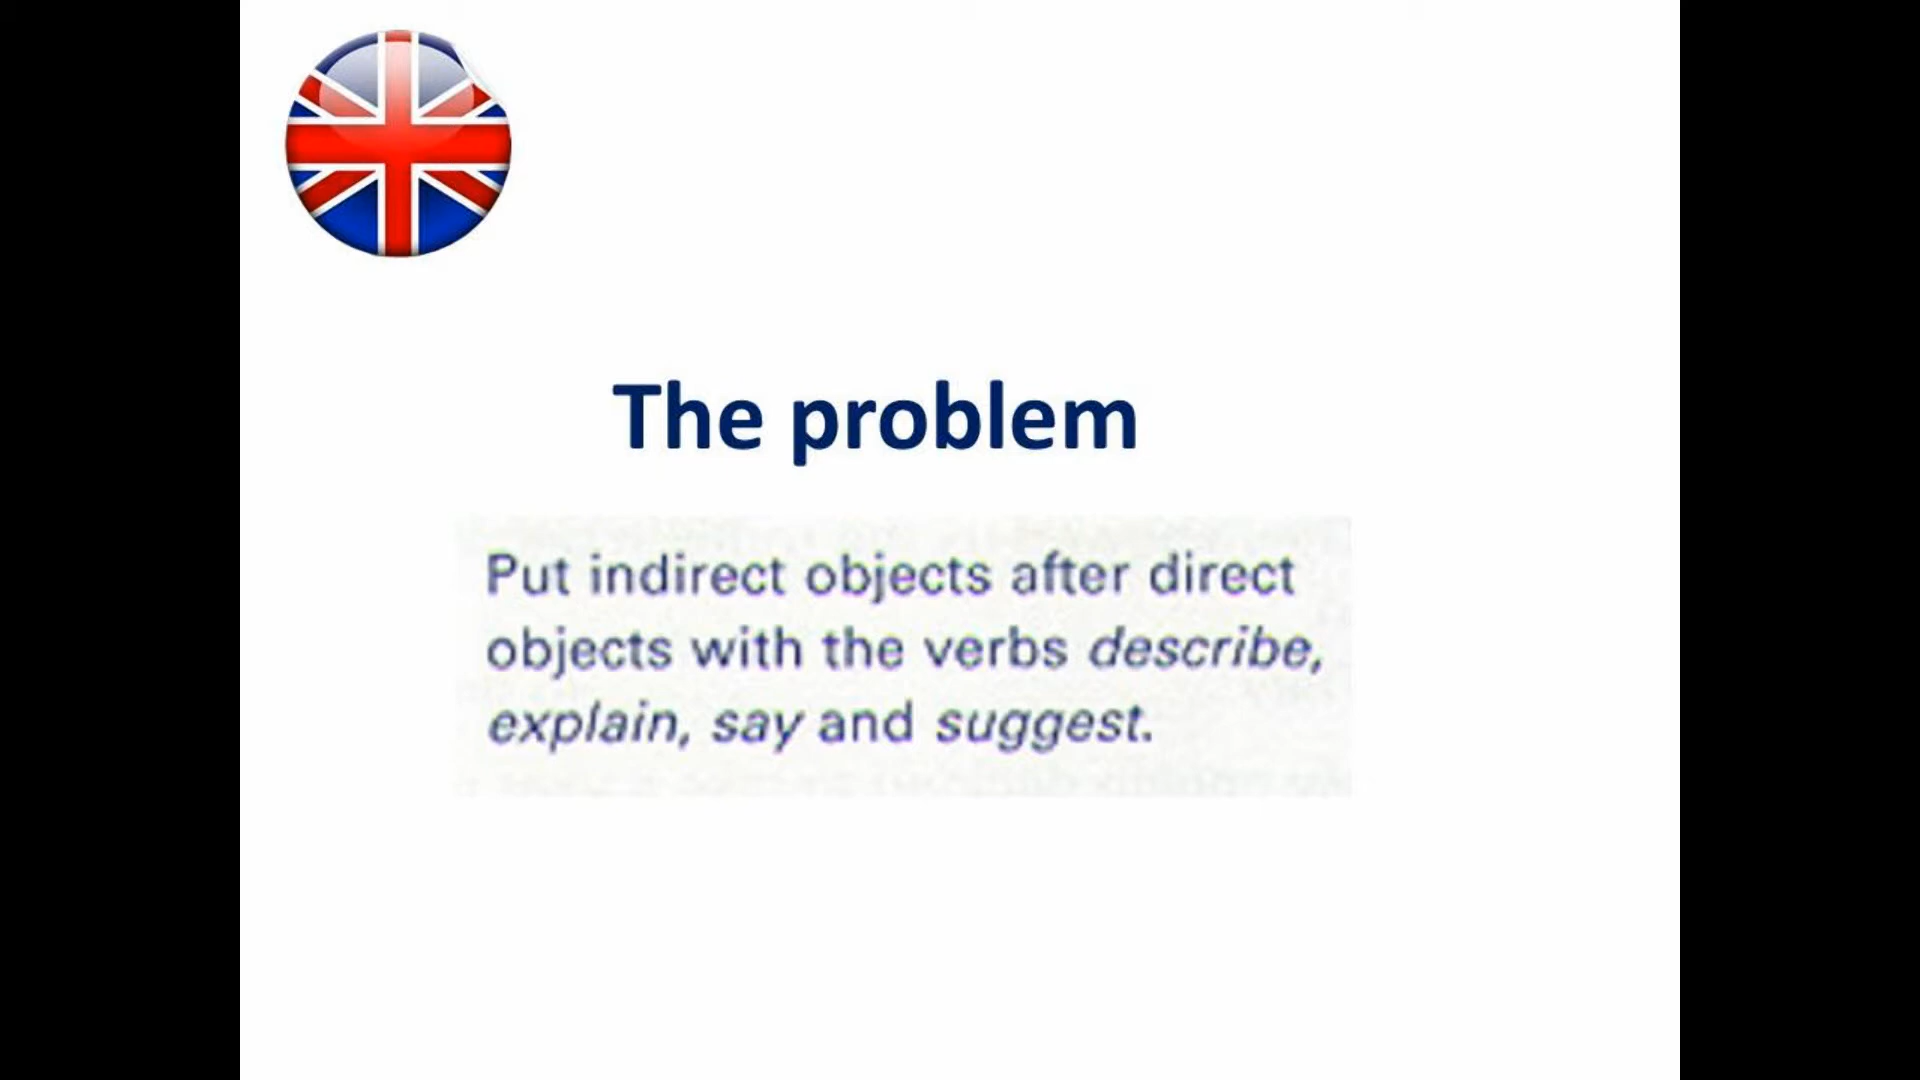 The problem
Put indirect objects after direct
objects with the verbs describe,
explain, say and suggest.